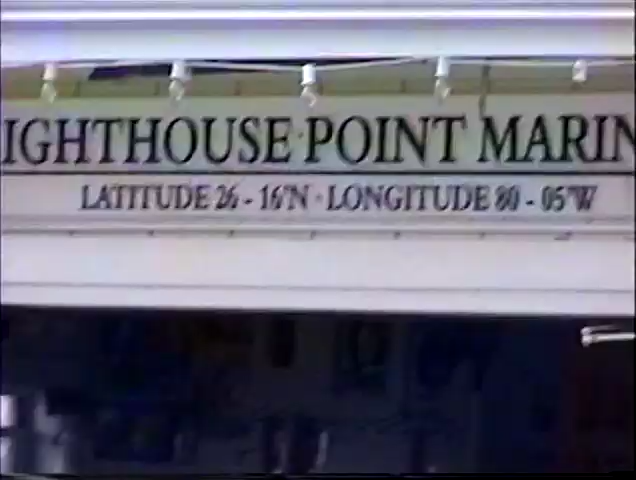 IGHTHOUSE·POINT MARIN
LATITUDE 26 - 16'N · LONGITUDE 80 - 05'W